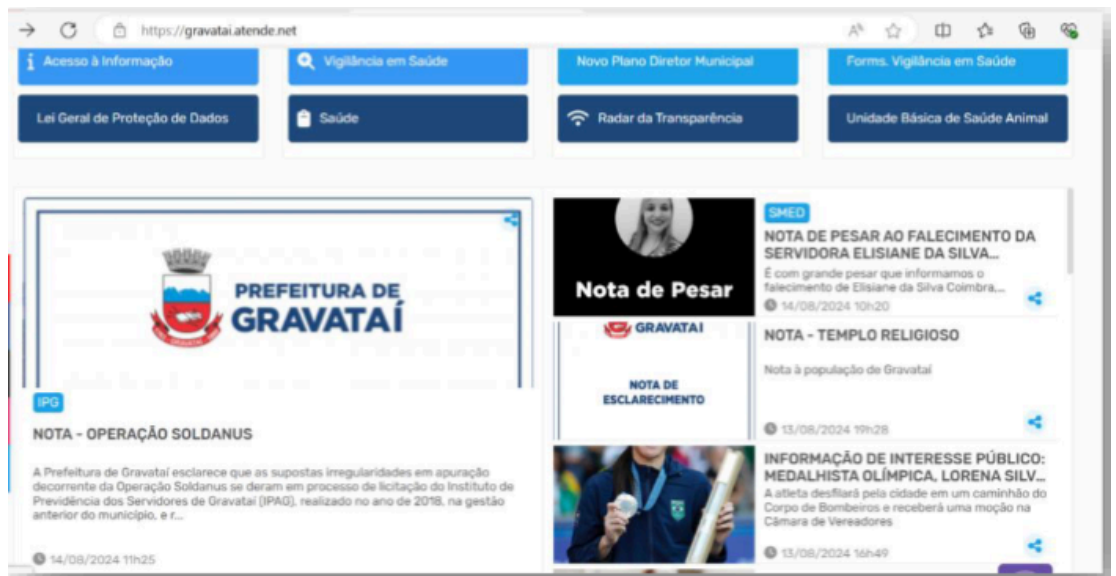 https://gravatai.atende.net
Acesso à Informação
Vigilância em Saúde
Novo Plano Diretor Municipal
Forms. Vigilância em Saúde
Lei Geral de Proteção de Dados
Saúde
Radar da Transparência
Unidade Básica de Saúde Animal
PREFEITURA DE
GRAVATAÍ
IPG
NOTA - OPERAÇÃO SOLDANUS
A Prefeitura de Gravataí esclarece que as supostas irregularidades em apuração
decorrente da Operação Soldanus se deram em processo de licitação do Instituto de
Previdência dos Servidores de Gravataí (IPAG), realizado no ano de 2018, na gestão
anterior do município, e r...
14/08/2024 11h25
Nota de Pesar
SMED
NOTA DE PESAR AO FALECIMENTO DA
SERVIDORA ELISIANE DA SILVA...
É com grande pesar que informamos o
falecimento de Elisiane da Silva Coimbra,...
14/08/2024 10h20
GRAVATAÍ
NOTA DE
ESCLARECIMENTO
NOTA - TEMPLO RELIGIOSO
Nota à população de Gravataí
13/08/2024 19h28
INFORMAÇÃO DE INTERESSE PÚBLICO:
MEDALHISTA OLÍMPICA, LORENA SILV...
A atleta desfilará pela cidade em um caminhão do
Corpo de Bombeiros e receberá uma moção na
Câmara de Vereadores
13/08/2024 16h49